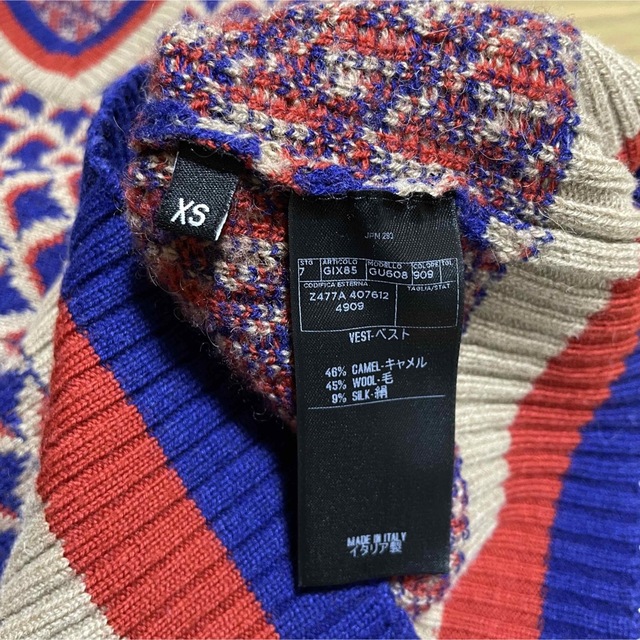 XS
JPN 293
STG ARTICOLO MODELLO COLORE TGL
7 GIX85 GU608 909
CODIFICA ESTERNA TAGLIA/STAT.
Z477A 407612
4909
VEST-ベスト
46% CAMEL-キャメル
45% WOOL-毛
9% SILK-絹
MADE IN ITALY
イタリア製